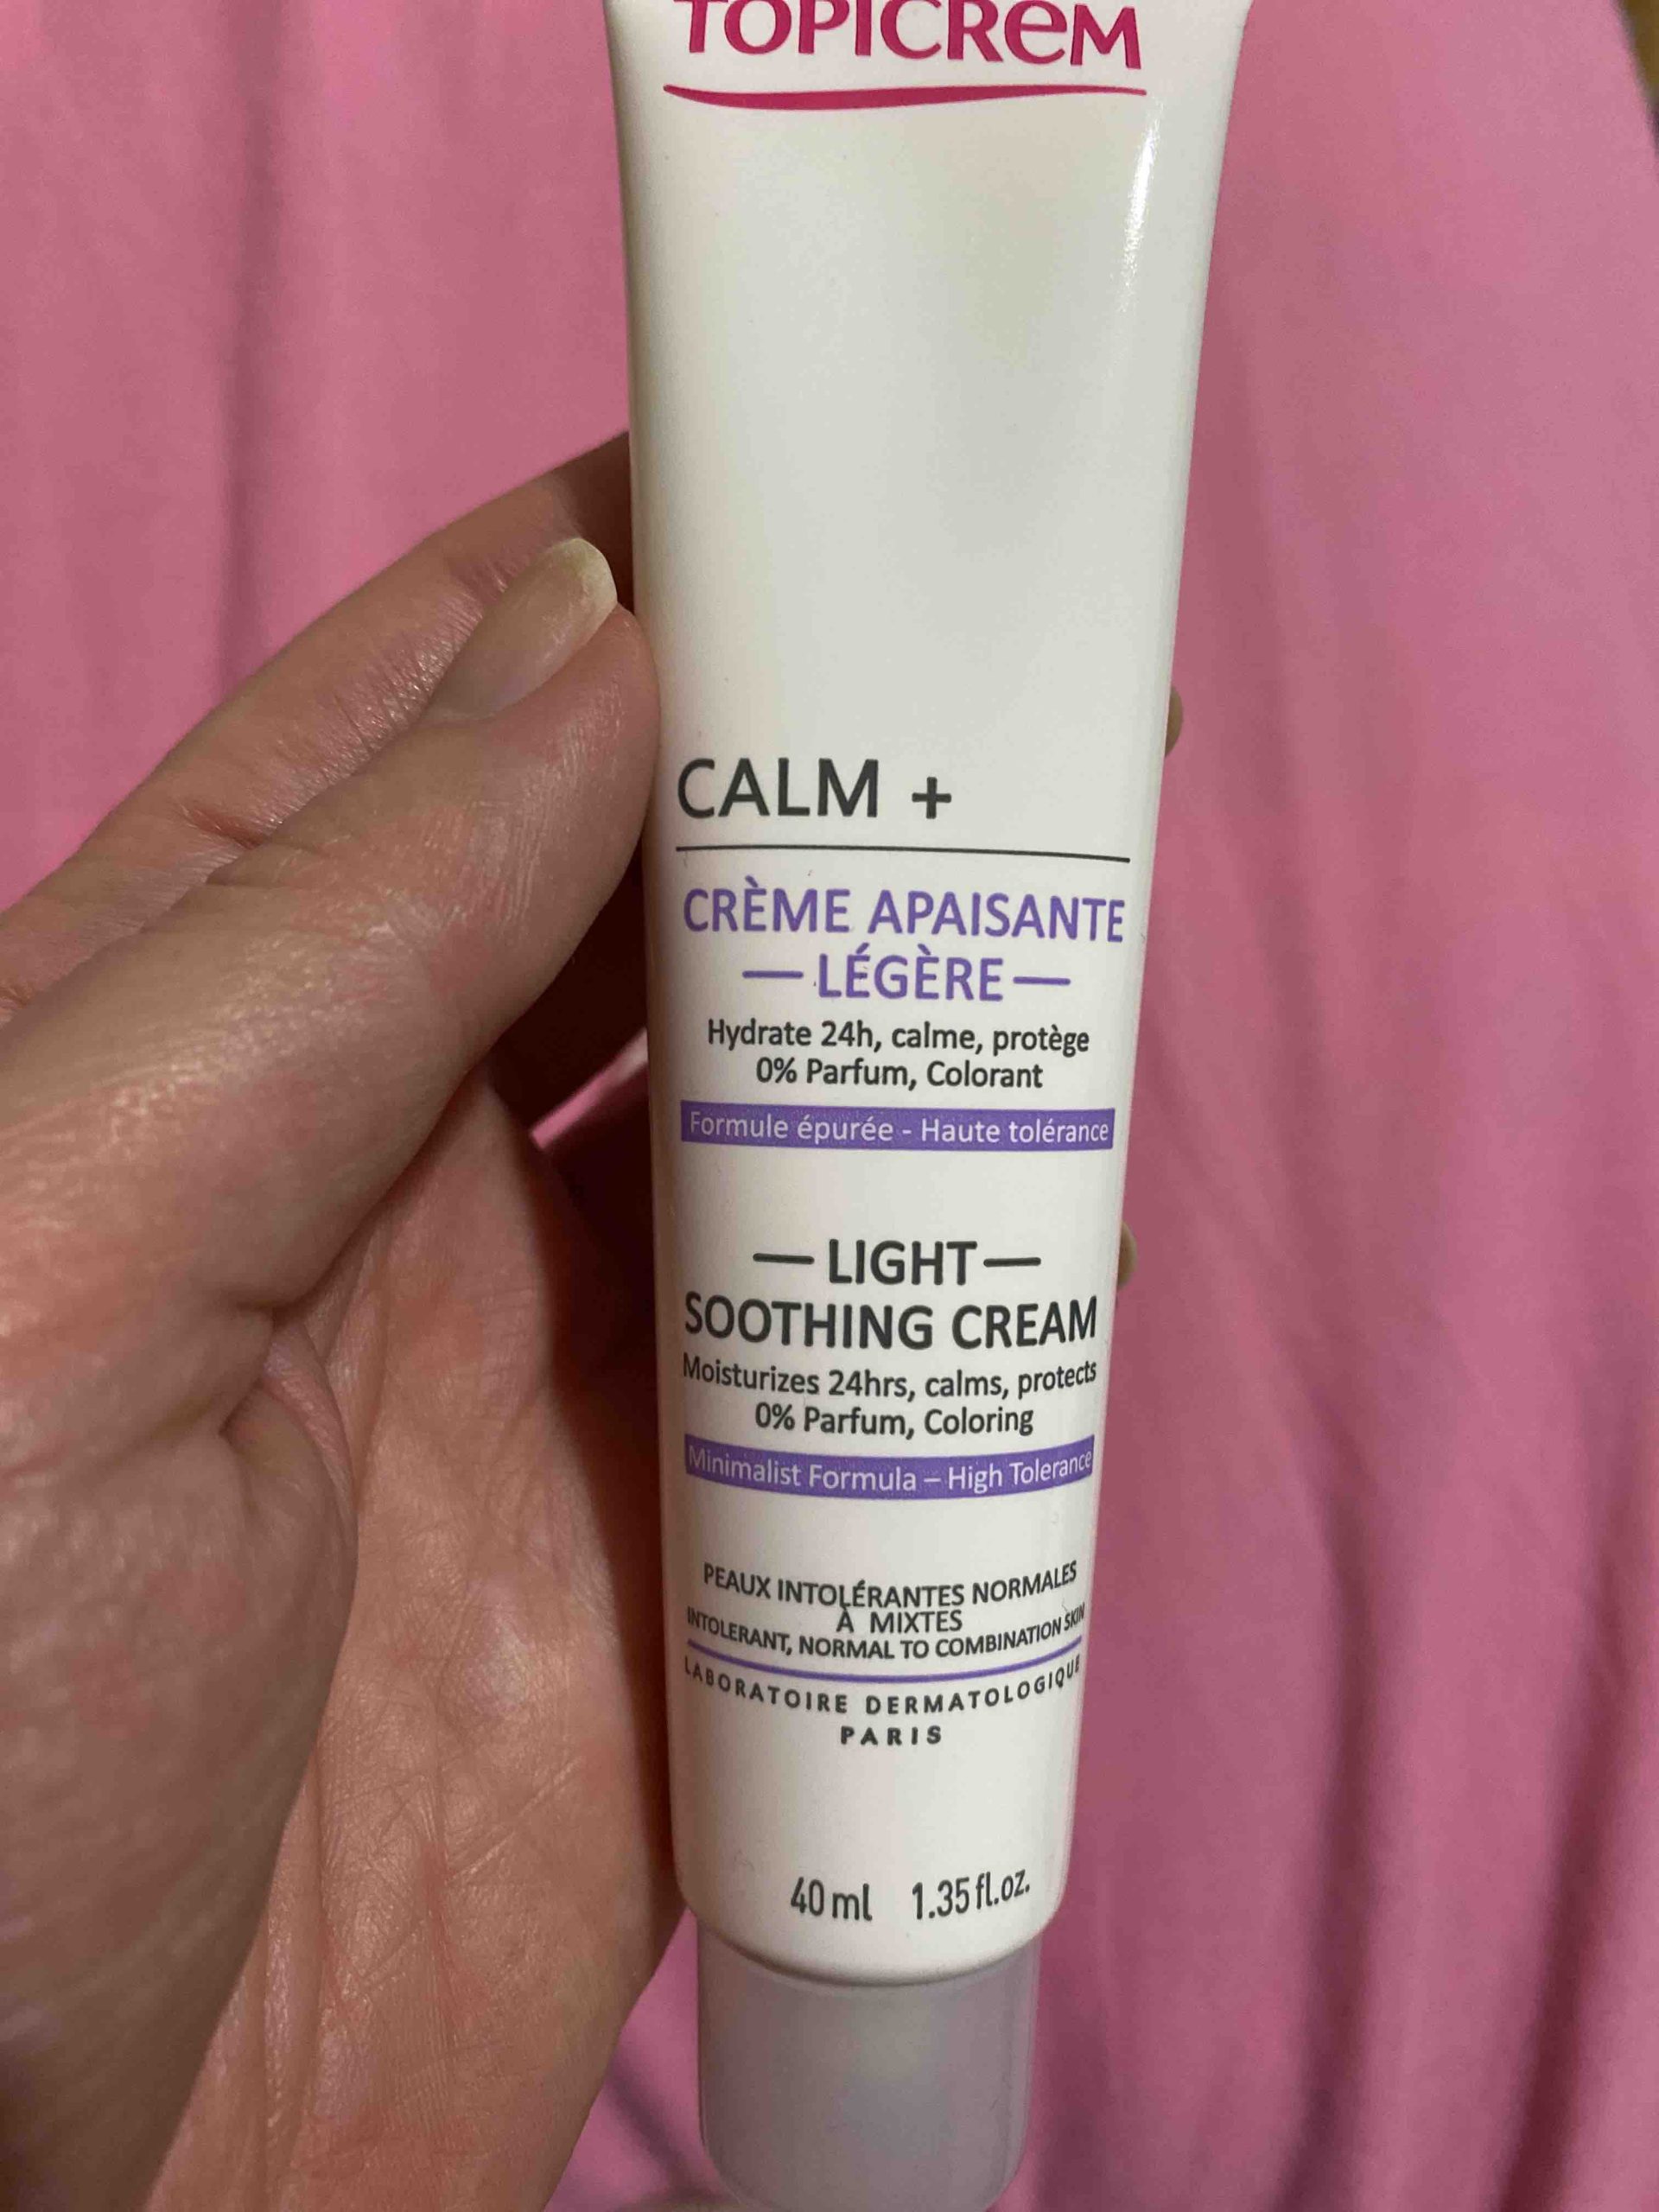 TOPICREM
CALM +
CRÈME APAISANTE
— LÉGÈRE —
Hydrate 24h, calme, protège
0% Parfum, Colorant
Formule épurée - Haute tolérance
— LIGHT —
SOOTHING CREAM
Moisturizes 24hrs, calms, protects
0% Parfum, Coloring
Minimalist Formula – High Tolerance
PEAUX INTOLÉRANTES NORMALES
À MIXTES
INTOLERANT, NORMAL TO COMBINATION SKIN
LABORATOIRE DERMATOLOGIQUE
PARIS
40 ml 1.35 fl.oz.